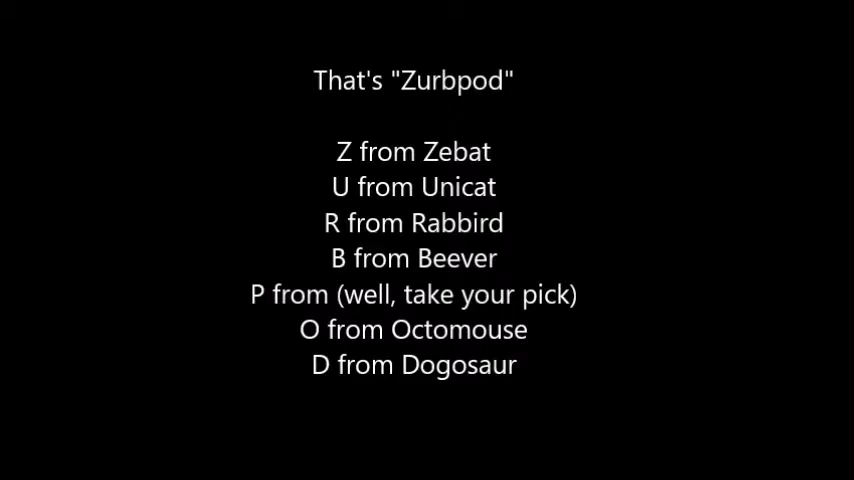 That's "Zurbpod"
Z from Zebat
U from Unicat
R from Rabbird
B from Beever
P from (well, take your pick)
O from Octomouse
D from Dogosaur